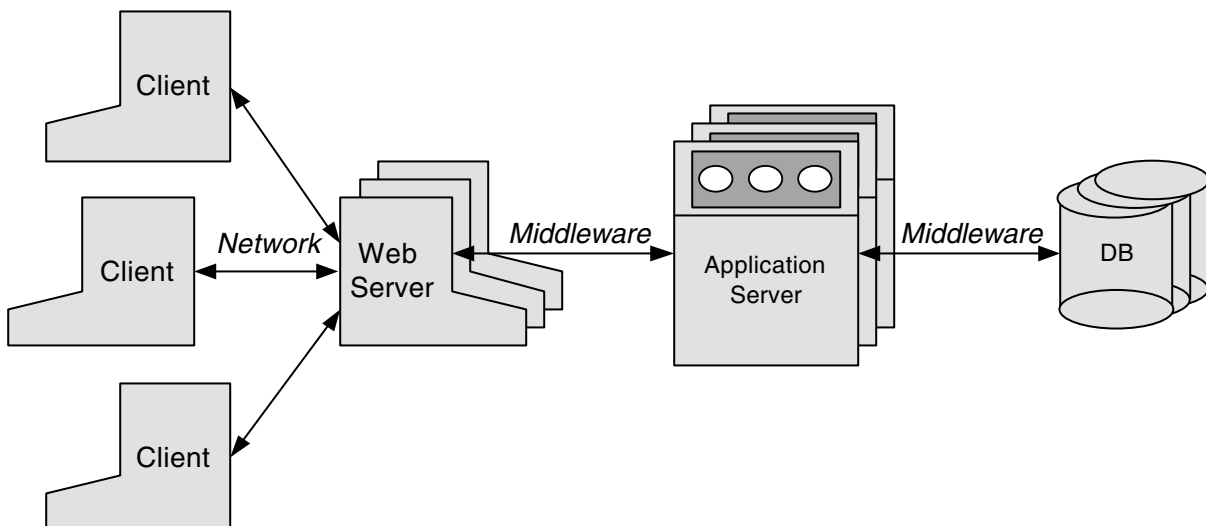 Client
Network
Client
Client
Web
Server
Middleware
Application
Server
Middleware
DB